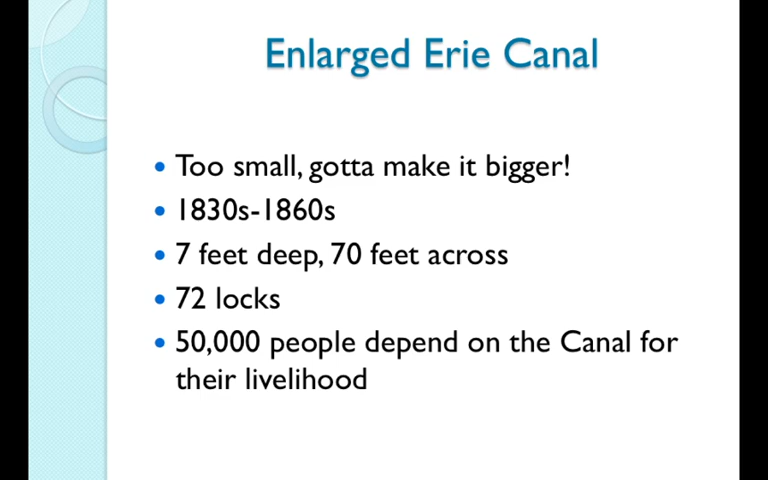 Enlarged Erie Canal
• Too small, gotta make it bigger!
• 1830s-1860s
• 7 feet deep, 70 feet across
• 72 locks
• 50,000 people depend on the Canal for
their livelihood